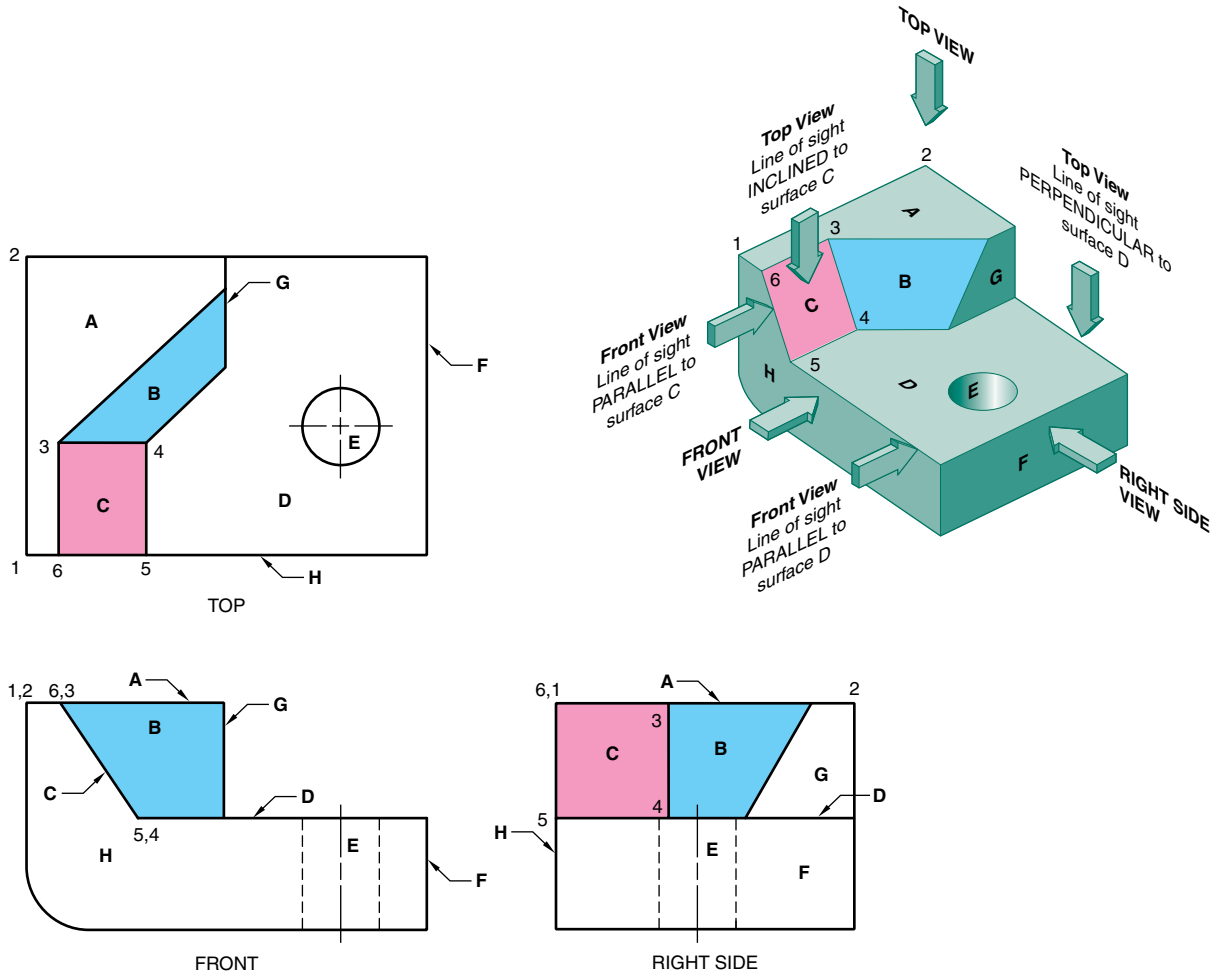 TOP VIEW
Top View
Line of sight
INCLINED to
surface C
Top View
Line of sight
PERPENDICULAR to
surface D
2
A
1
3
6
C
B
G
4
5
H
D
E
F
Front View
Line of sight
PARALLEL to
surface C
FRONT
VIEW
Front View
Line of sight
PARALLEL to
surface D
RIGHT SIDE
VIEW
2
G
A
F
B
E
3
4
C
D
1
6
5
H
TOP
1,2
6,3
A
G
B
C
D
5,4
H
E
F
FRONT
6,1
A
2
3
C
B
G
4
D
5
H
E
F
RIGHT SIDE